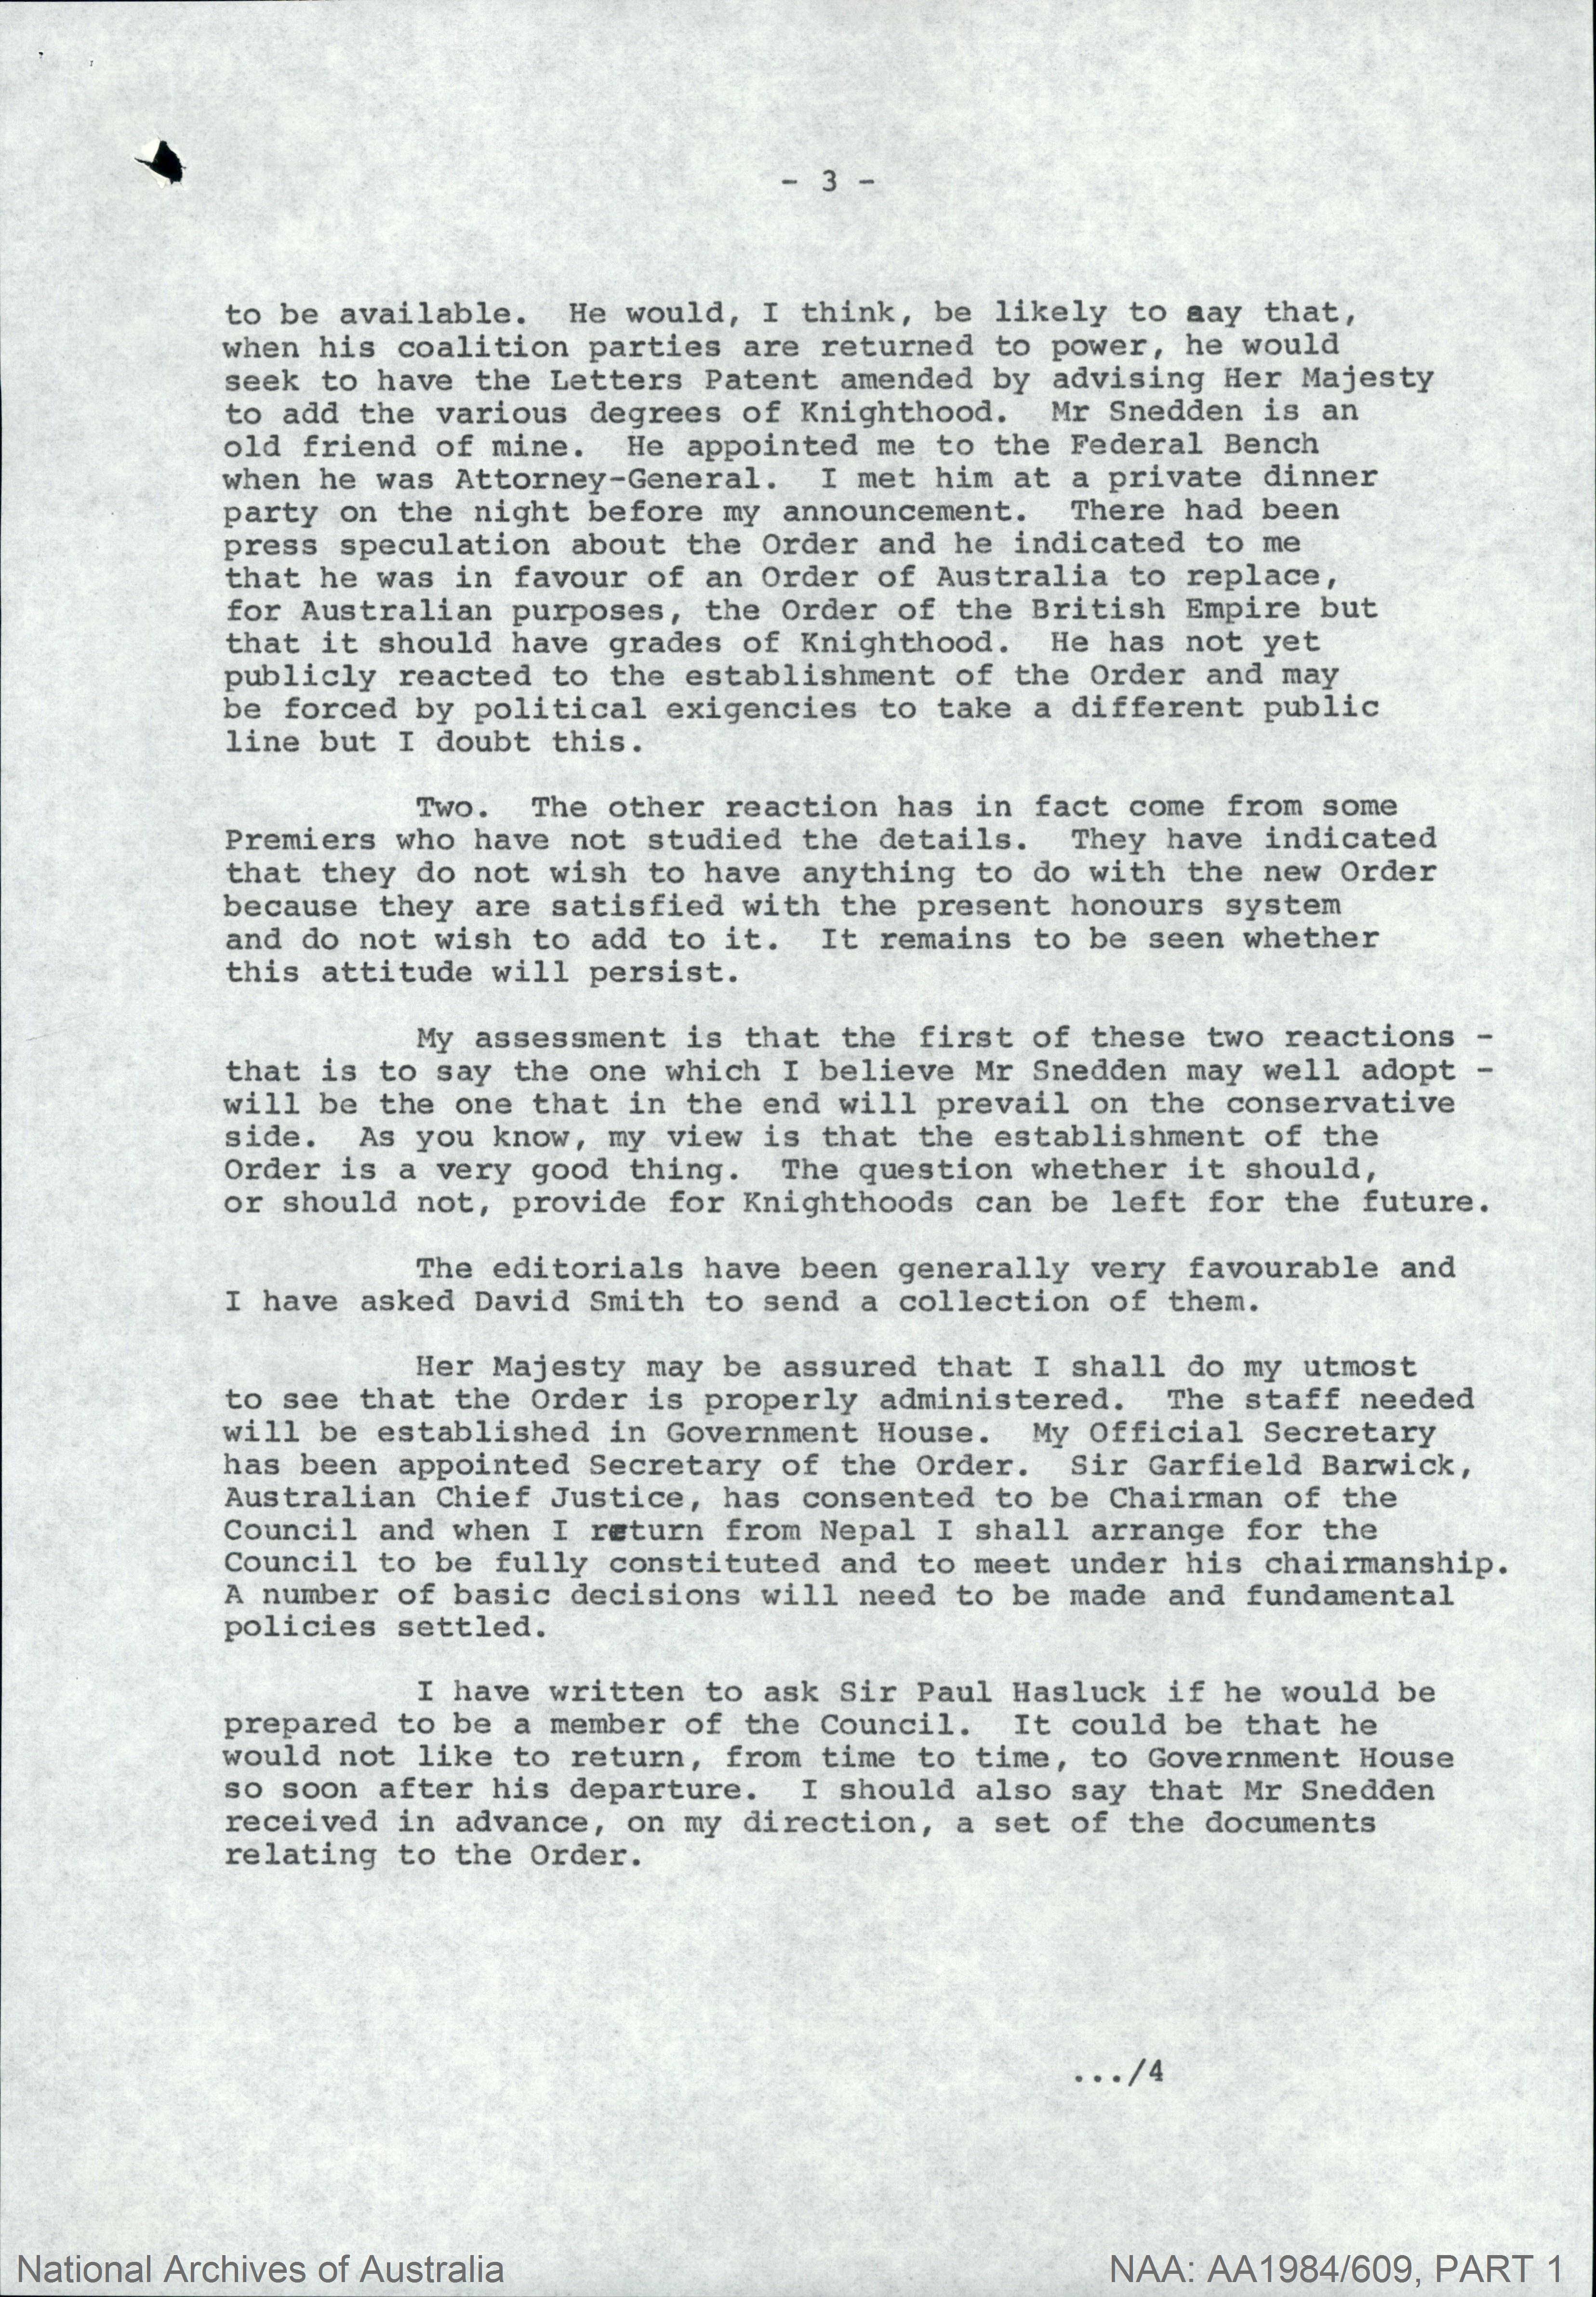 - 3 -
to be available. He would, I think, be likely to say that,
when his coalition parties are returned to power, he would
seek to have the Letters Patent amended by advising Her Majesty
to add the various degrees of Knighthood. Mr Snedden is an
old friend of mine. He appointed me to the Federal Bench
when he was Attorney-General. I met him at a private dinner
party on the night before my announcement. There had been
press speculation about the Order and he indicated to me
that he was in favour of an Order of Australia to replace,
for Australian purposes, the Order of the British Empire but
that it should have grades of Knighthood. He has not yet
publicly reacted to the establishment of the Order and may
be forced by political exigencies to take a different public
line but I doubt this.
Two. The other reaction has in fact come from some
Premiers who have not studied the details. They have indicated
that they do not wish to have anything to do with the new Order
because they are satisfied with the present honours system
and do not wish to add to it. It remains to be seen whether
this attitude will persist.
My assessment is that the first of these two reactions -
that is to say the one which I believe Mr Snedden may well adopt -
will be the one that in the end will prevail on the conservative
side. As you know, my view is that the establishment of the
Order is a very good thing. The question whether it should,
or should not, provide for Knighthoods can be left for the future.
The editorials have been generally very favourable and
I have asked David Smith to send a collection of them.
Her Majesty may be assured that I shall do my utmost
to see that the Order is properly administered. The staff needed
will be established in Government House. My Official Secretary
has been appointed Secretary of the Order. Sir Garfield Barwick,
Australian Chief Justice, has consented to be Chairman of the
Council and when I return from Nepal I shall arrange for the
Council to be fully constituted and to meet under his chairmanship.
A number of basic decisions will need to be made and fundamental
policies settled.
I have written to ask Sir Paul Hasluck if he would be
prepared to be a member of the Council. It could be that he
would not like to return, from time to time, to Government House
so soon after his departure. I should also say that Mr Snedden
received in advance, on my direction, a set of the documents
relating to the Order.
.../4
National Archives of Australia
NAA: AA1984/609, PART 1